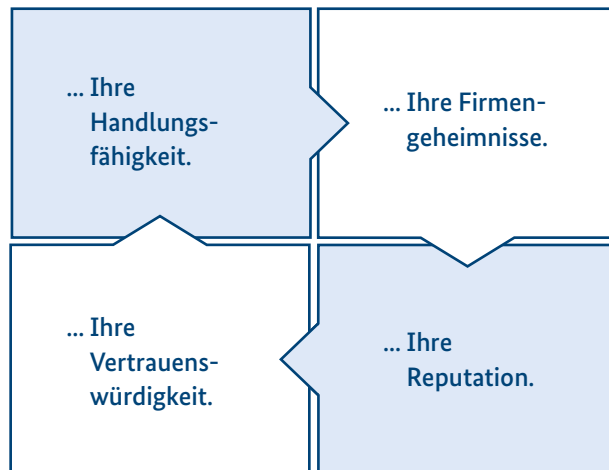 ... Ihre
Handlungs-
fähigkeit.
... Ihre Firmen-
geheimnisse.
... Ihre
Vertrauens-
würdigkeit.
... Ihre
Reputation.